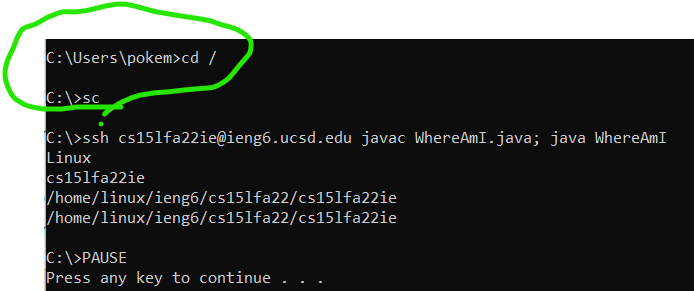 C:\Users\pokem>cd /
C:\>sc
C:\>ssh cs15lfa22ie@ieng6.ucsd.edu javac WhereAmI.java; java WhereAmI
Linux
cs15lfa22ie
/home/linux/ieng6/cs15lfa22/cs15lfa22ie
/home/linux/ieng6/cs15lfa22/cs15lfa22ie
C:\>PAUSE
Press any key to continue . . .